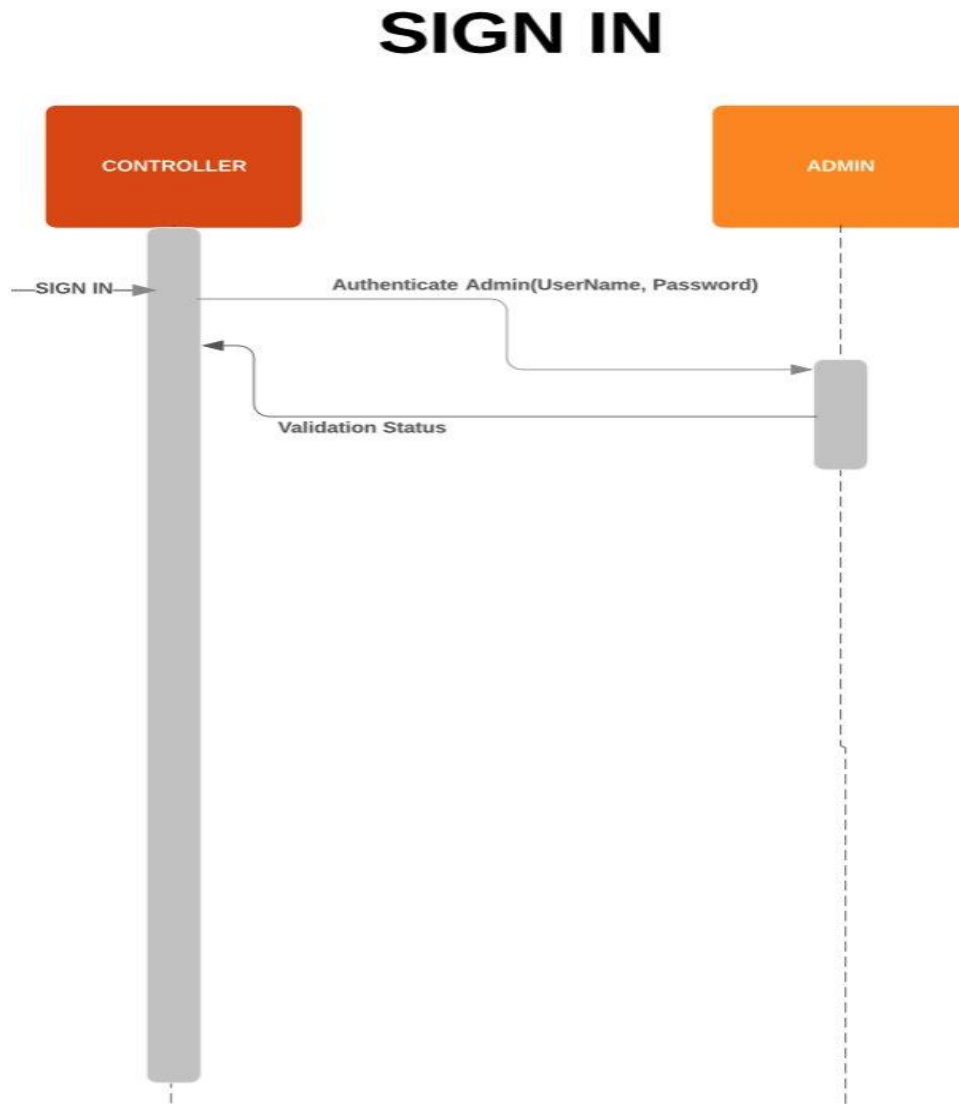 SIGN IN
CONTROLLER
ADMIN
SIGN IN
Authenticate Admin(UserName, Password)
Validation Status